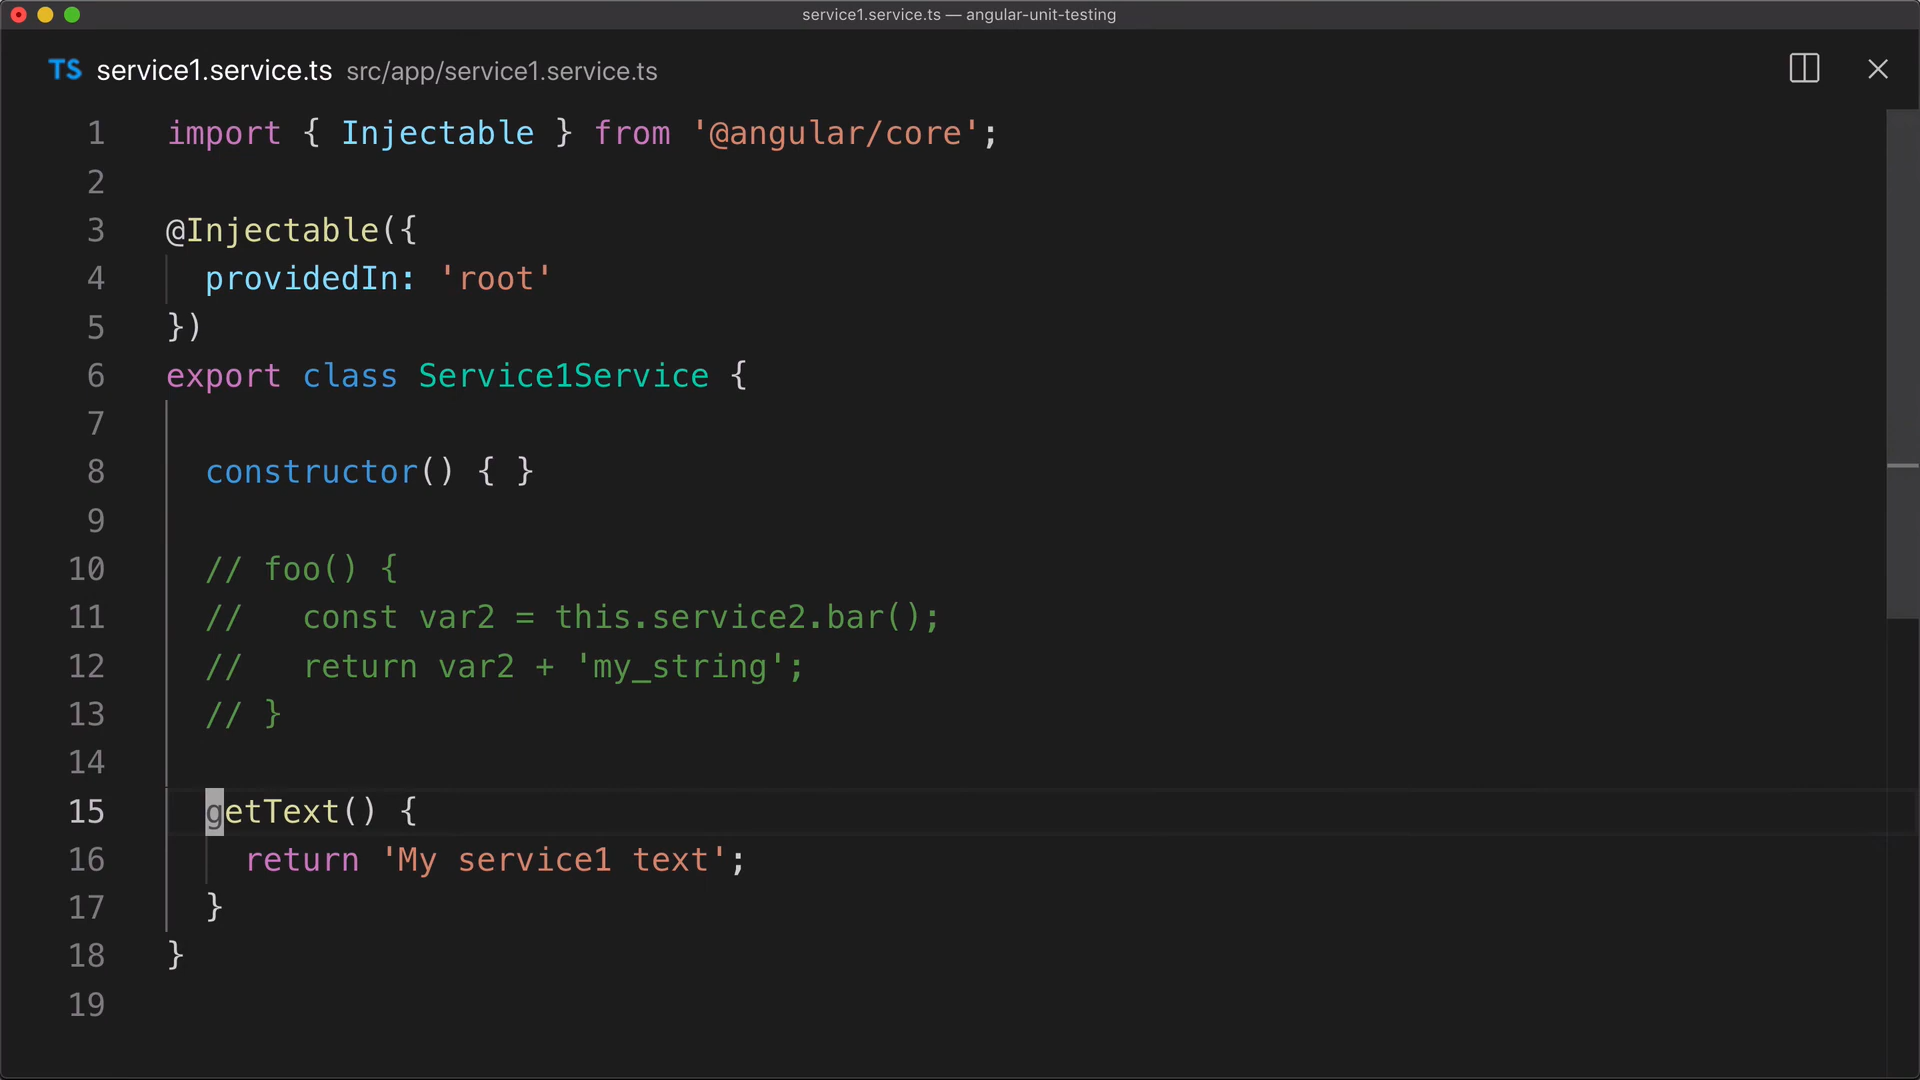 service1.service.ts — angular-unit-testing
TS service1.service.ts src/app/service1.service.ts
1 import { Injectable } from '@angular/core';
2
3 @Injectable({
4   providedIn: 'root'
5 })
6 export class Service1Service {
7
8   constructor() { }
9
10   // foo() {
11   //   const var2 = this.service2.bar();
12   //   return var2 + 'my_string';
13   // }
14
15   getText() {
16     return 'My service1 text';
17   }
18 }
19